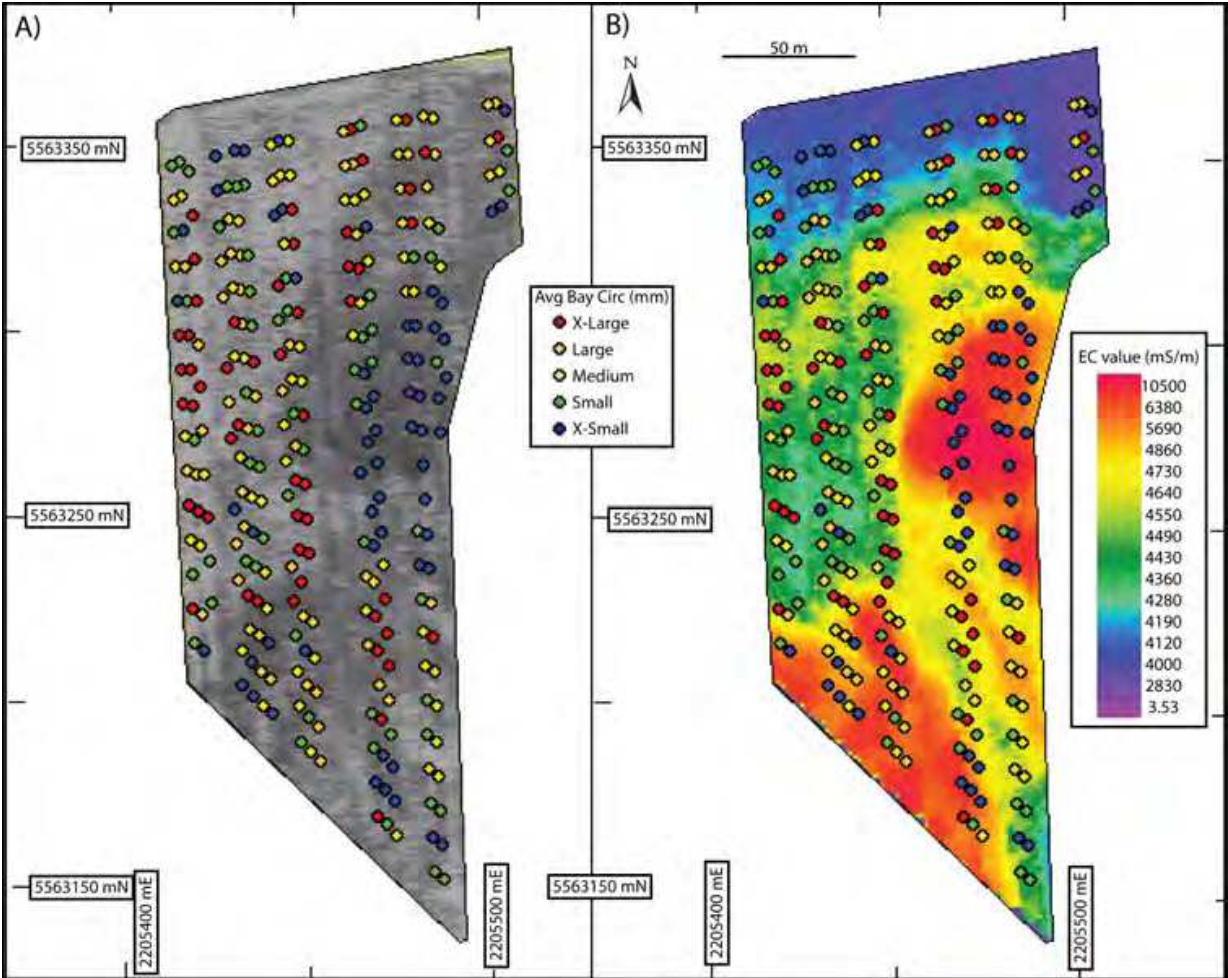 A)
B)
50 m
N
5563350 mN
5563350 mN
Avg Bay Circ (mm)
X-Large
Large
Medium
Small
X-Small
EC value (mS/m)
10500
6380
5690
4860
4730
4640
4550
4490
4430
4360
4280
4190
4120
4000
2830
3.53
5563250 mN
5563250 mN
5563150 mN
5563150 mN
2205400 mE
2205500 mE
2205400 mE
2205500 mE